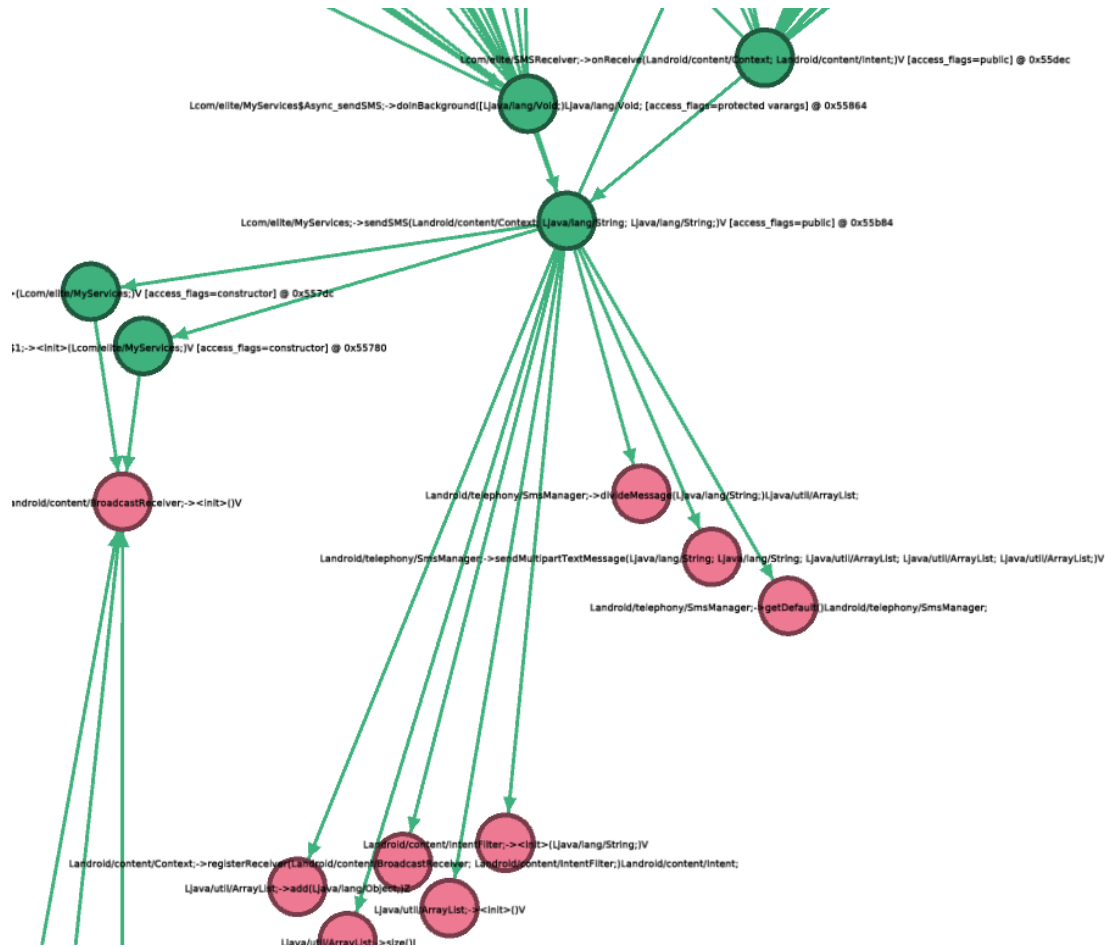 Lcom/elite/SMSReceiver;->onReceive(Landroid/content/Context; Landroid/content/Intent;)V [access_flags=public] @ 0x55dec
Lcom/elite/MyServices$Async_sendSMS;->doInBackground([Ljava/lang/Void;)Ljava/lang/Void; [access_flags=protected varargs] @ 0x55864
Lcom/elite/MyServices;->sendSMS(Landroid/content/Context; Ljava/lang/String; Ljava/lang/String;)V [access_flags=public] @ 0x55b84
>(Lcom/elite/MyServices;)V [access_flags=constructor] @ 0x557dc
$1;-><init>(Lcom/elite/MyServices;)V [access_flags=constructor] @ 0x55780
android/content/BroadcastReceiver;-><init>()V
Landroid/telephony/SmsManager;->divideMessage(Ljava/lang/String;)Ljava/util/ArrayList;
Landroid/telephony/SmsManager;->sendMultipartTextMessage(Ljava/lang/String; Ljava/lang/String; Ljava/util/ArrayList; Ljava/util/ArrayList; Ljava/util/ArrayList;)V
Landroid/telephony/SmsManager;->getDefault()Landroid/telephony/SmsManager;
Landroid/content/IntentFilter;-><init>(Ljava/lang/String;)V
Landroid/content/Context;->registerReceiver(Landroid/content/BroadcastReceiver; Landroid/content/IntentFilter;)Landroid/content/Intent;
Ljava/util/ArrayList;->add(Ljava/lang/Object;)Z
Ljava/util/ArrayList;-><init>()V
Ljava/util/ArrayList;->size()I